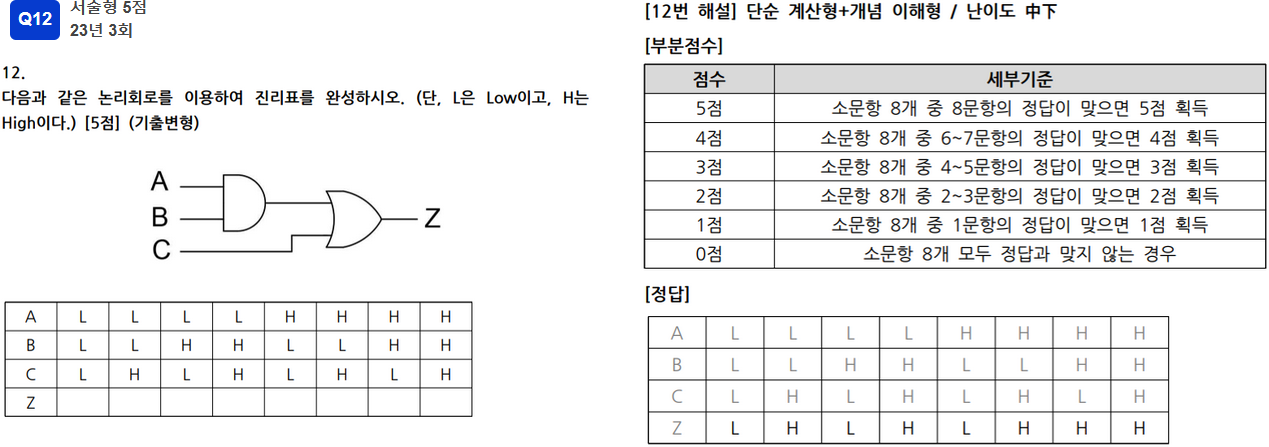 Q12
서술형 5점
23년 3회
12.
다음과 같은 논리회로를 이용하여 진리표를 완성하시오. (단, L은 Low이고, H는
High이다.) [5점] (기출변형)
A
B
C
Z
A L L L L H H H H
B L L H H L L H H
C L H L H L H L H
Z
[12번 해설] 단순 계산형+개념 이해형 / 난이도 中下
[부분점수]
점수 세부기준
5점 소문항 8개 중 8문항의 정답이 맞으면 5점 획득
4점 소문항 8개 중 6~7문항의 정답이 맞으면 4점 획득
3점 소문항 8개 중 4~5문항의 정답이 맞으면 3점 획득
2점 소문항 8개 중 2~3문항의 정답이 맞으면 2점 획득
1점 소문항 8개 중 1문항의 정답이 맞으면 1점 획득
0점 소문항 8개 모두 정답과 맞지 않는 경우
[정답]
A L L L L H H H H
B L L H H L L H H
C L H L H L H L H
Z L H L H L H H H